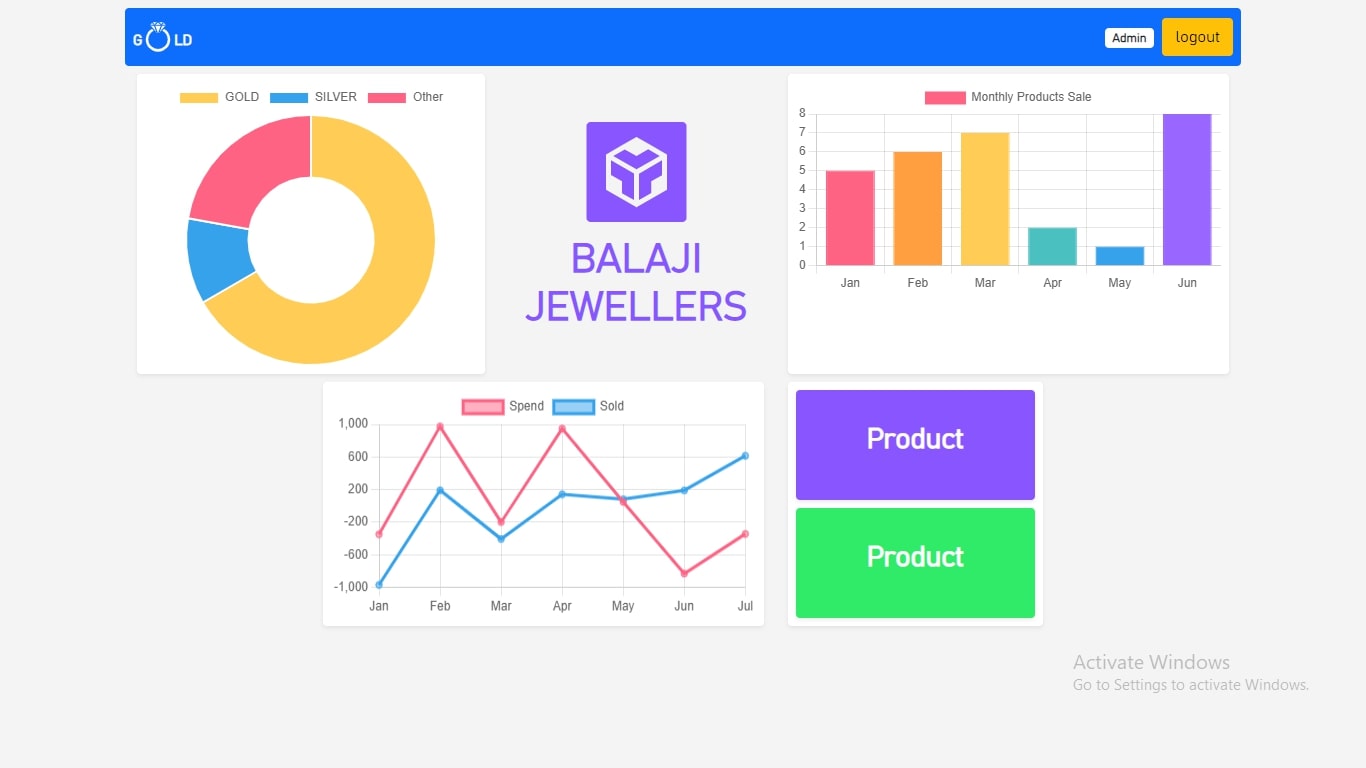 G LD
Admin
logout
GOLD SILVER Other
BALAJI
JEWELLERS
Monthly Products Sale
8
7
6
5
4
3
2
1
0
Jan Feb Mar Apr May Jun
Spend Sold
1,000
600
200
-200
-600
-1,000
Jan Feb Mar Apr May Jun Jul
Product
Product
Activate Windows
Go to Settings to activate Windows.